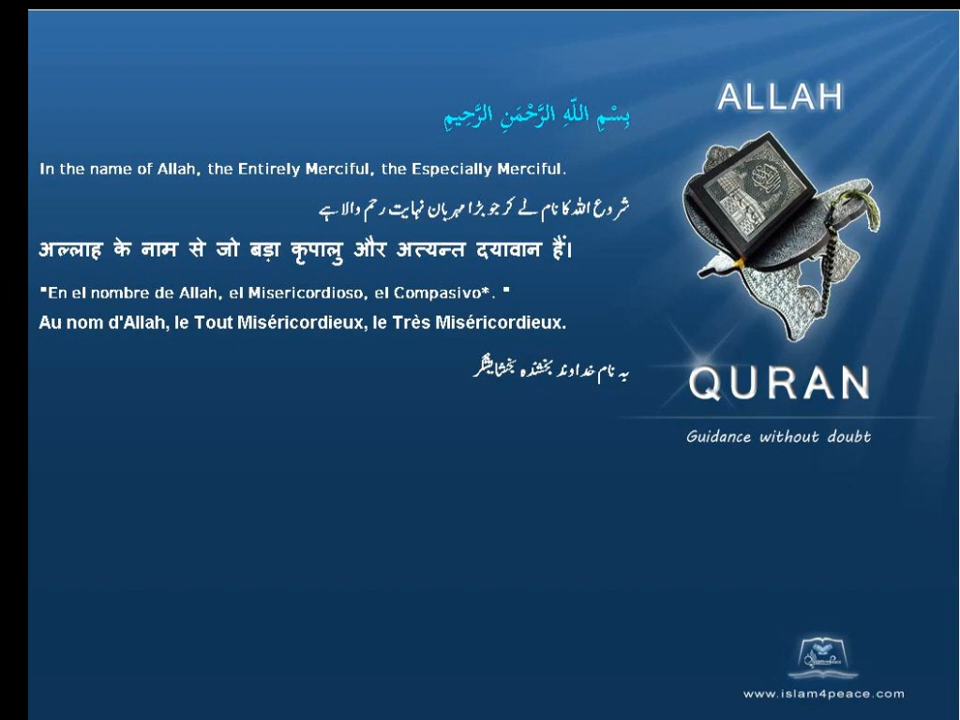 بِسْمِ اللّهِ الرَّحْمَنِ الرَّحِيمِ
In the name of Allah, the Entirely Merciful, the Especially Merciful.
شروع الله کا نام لے کر جو بڑا مہربان نہایت رحم والا ہے
अल्लाह के नाम से जो बड़ा कृपालु और अत्यन्त दयावान हैं।
"En el nombre de Allah, el Misericordioso, el Compasivo*. "
Au nom d'Allah, le Tout Miséricordieux, le Très Miséricordieux.
به نام خداوند بخشنده بخشایشگر
ALLAH
QURAN
Guidance without doubt
www.islam4peace.com